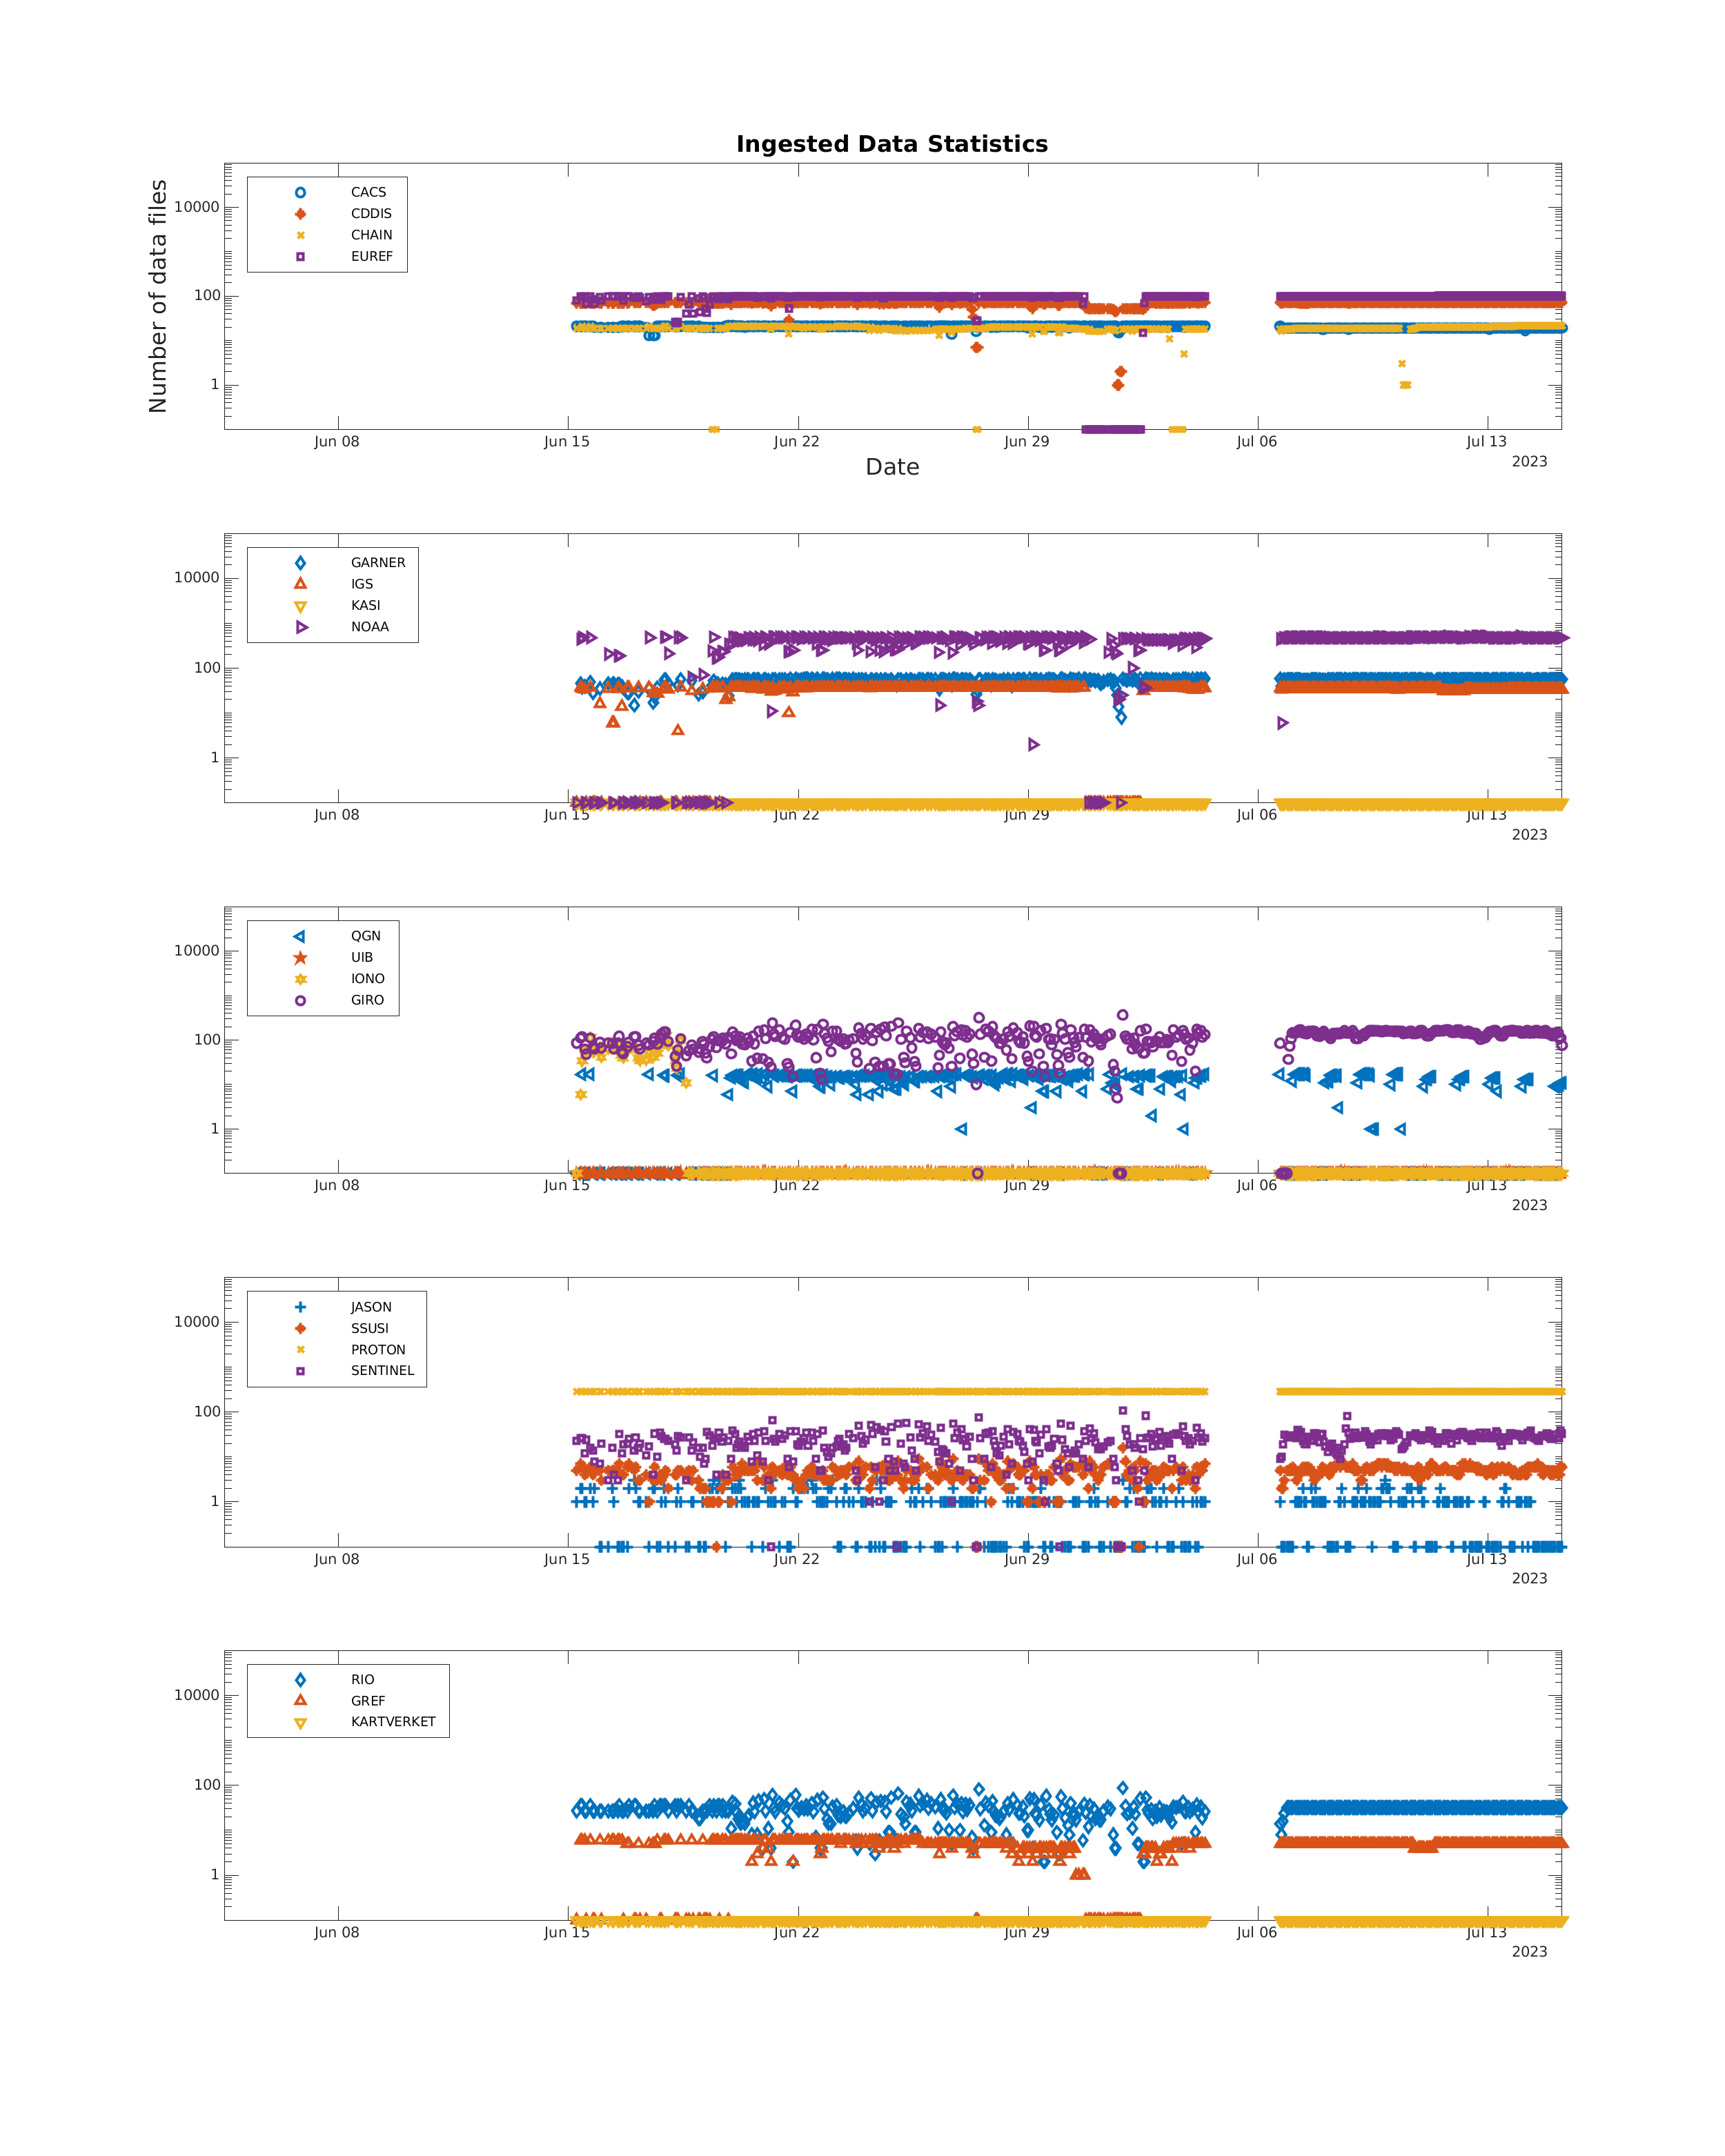 Ingested Data Statistics
Number of data files
10000
100
1
CACS
CDDIS
CHAIN
EUREF
Jun 08 Jun 15 Jun 22 Jun 29 Jul 06 Jul 13
2023
Date
10000
100
1
GARNER
IGS
KASI
NOAA
Jun 08 Jun 15 Jun 22 Jun 29 Jul 06 Jul 13
2023
10000
100
1
QGN
UIB
IONO
GIRO
Jun 08 Jun 15 Jun 22 Jun 29 Jul 06 Jul 13
2023
10000
100
1
JASON
SSUSI
PROTON
SENTINEL
Jun 08 Jun 15 Jun 22 Jun 29 Jul 06 Jul 13
2023
10000
100
1
RIO
GREF
KARTVERKET
Jun 08 Jun 15 Jun 22 Jun 29 Jul 06 Jul 13
2023